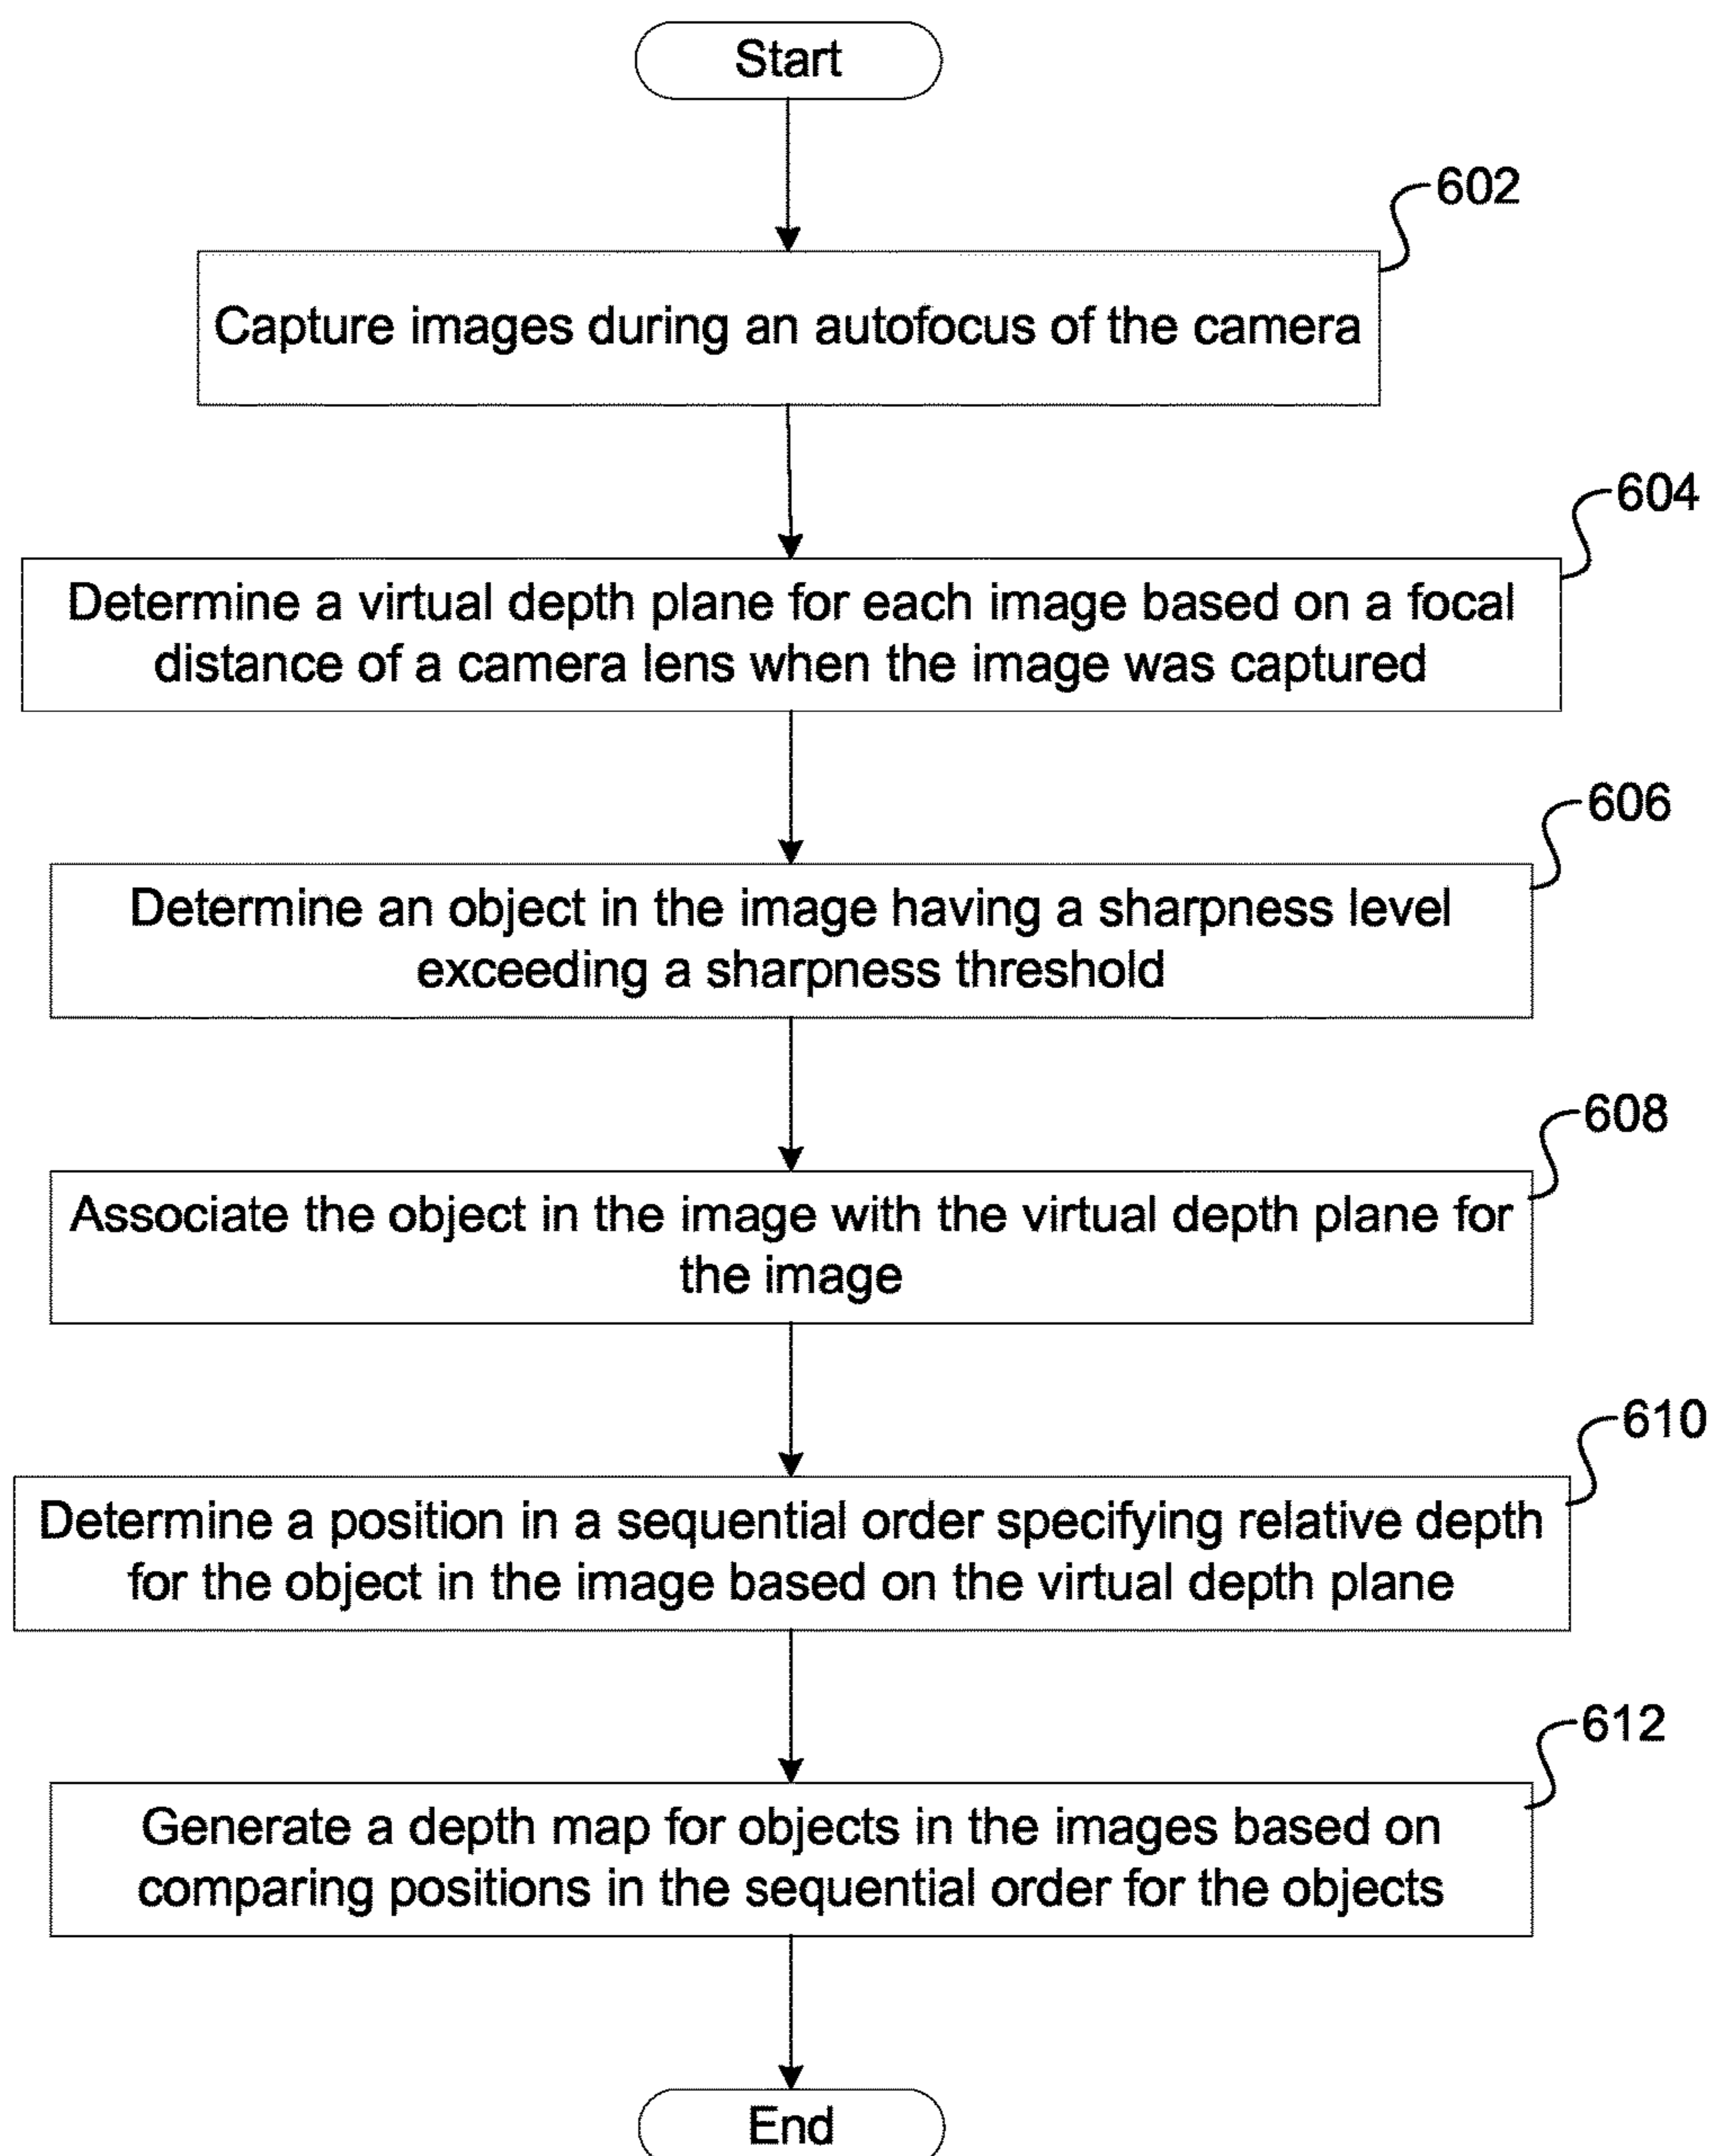 Start
602
Capture images during an autofocus of the camera
604
Determine a virtual depth plane for each image based on a focal
distance of a camera lens when the image was captured
606
Determine an object in the image having a sharpness level
exceeding a sharpness threshold
608
Associate the object in the image with the virtual depth plane for
the image
610
Determine a position in a sequential order specifying relative depth
for the object in the image based on the virtual depth plane
612
Generate a depth map for objects in the images based on
comparing positions in the sequential order for the objects
End